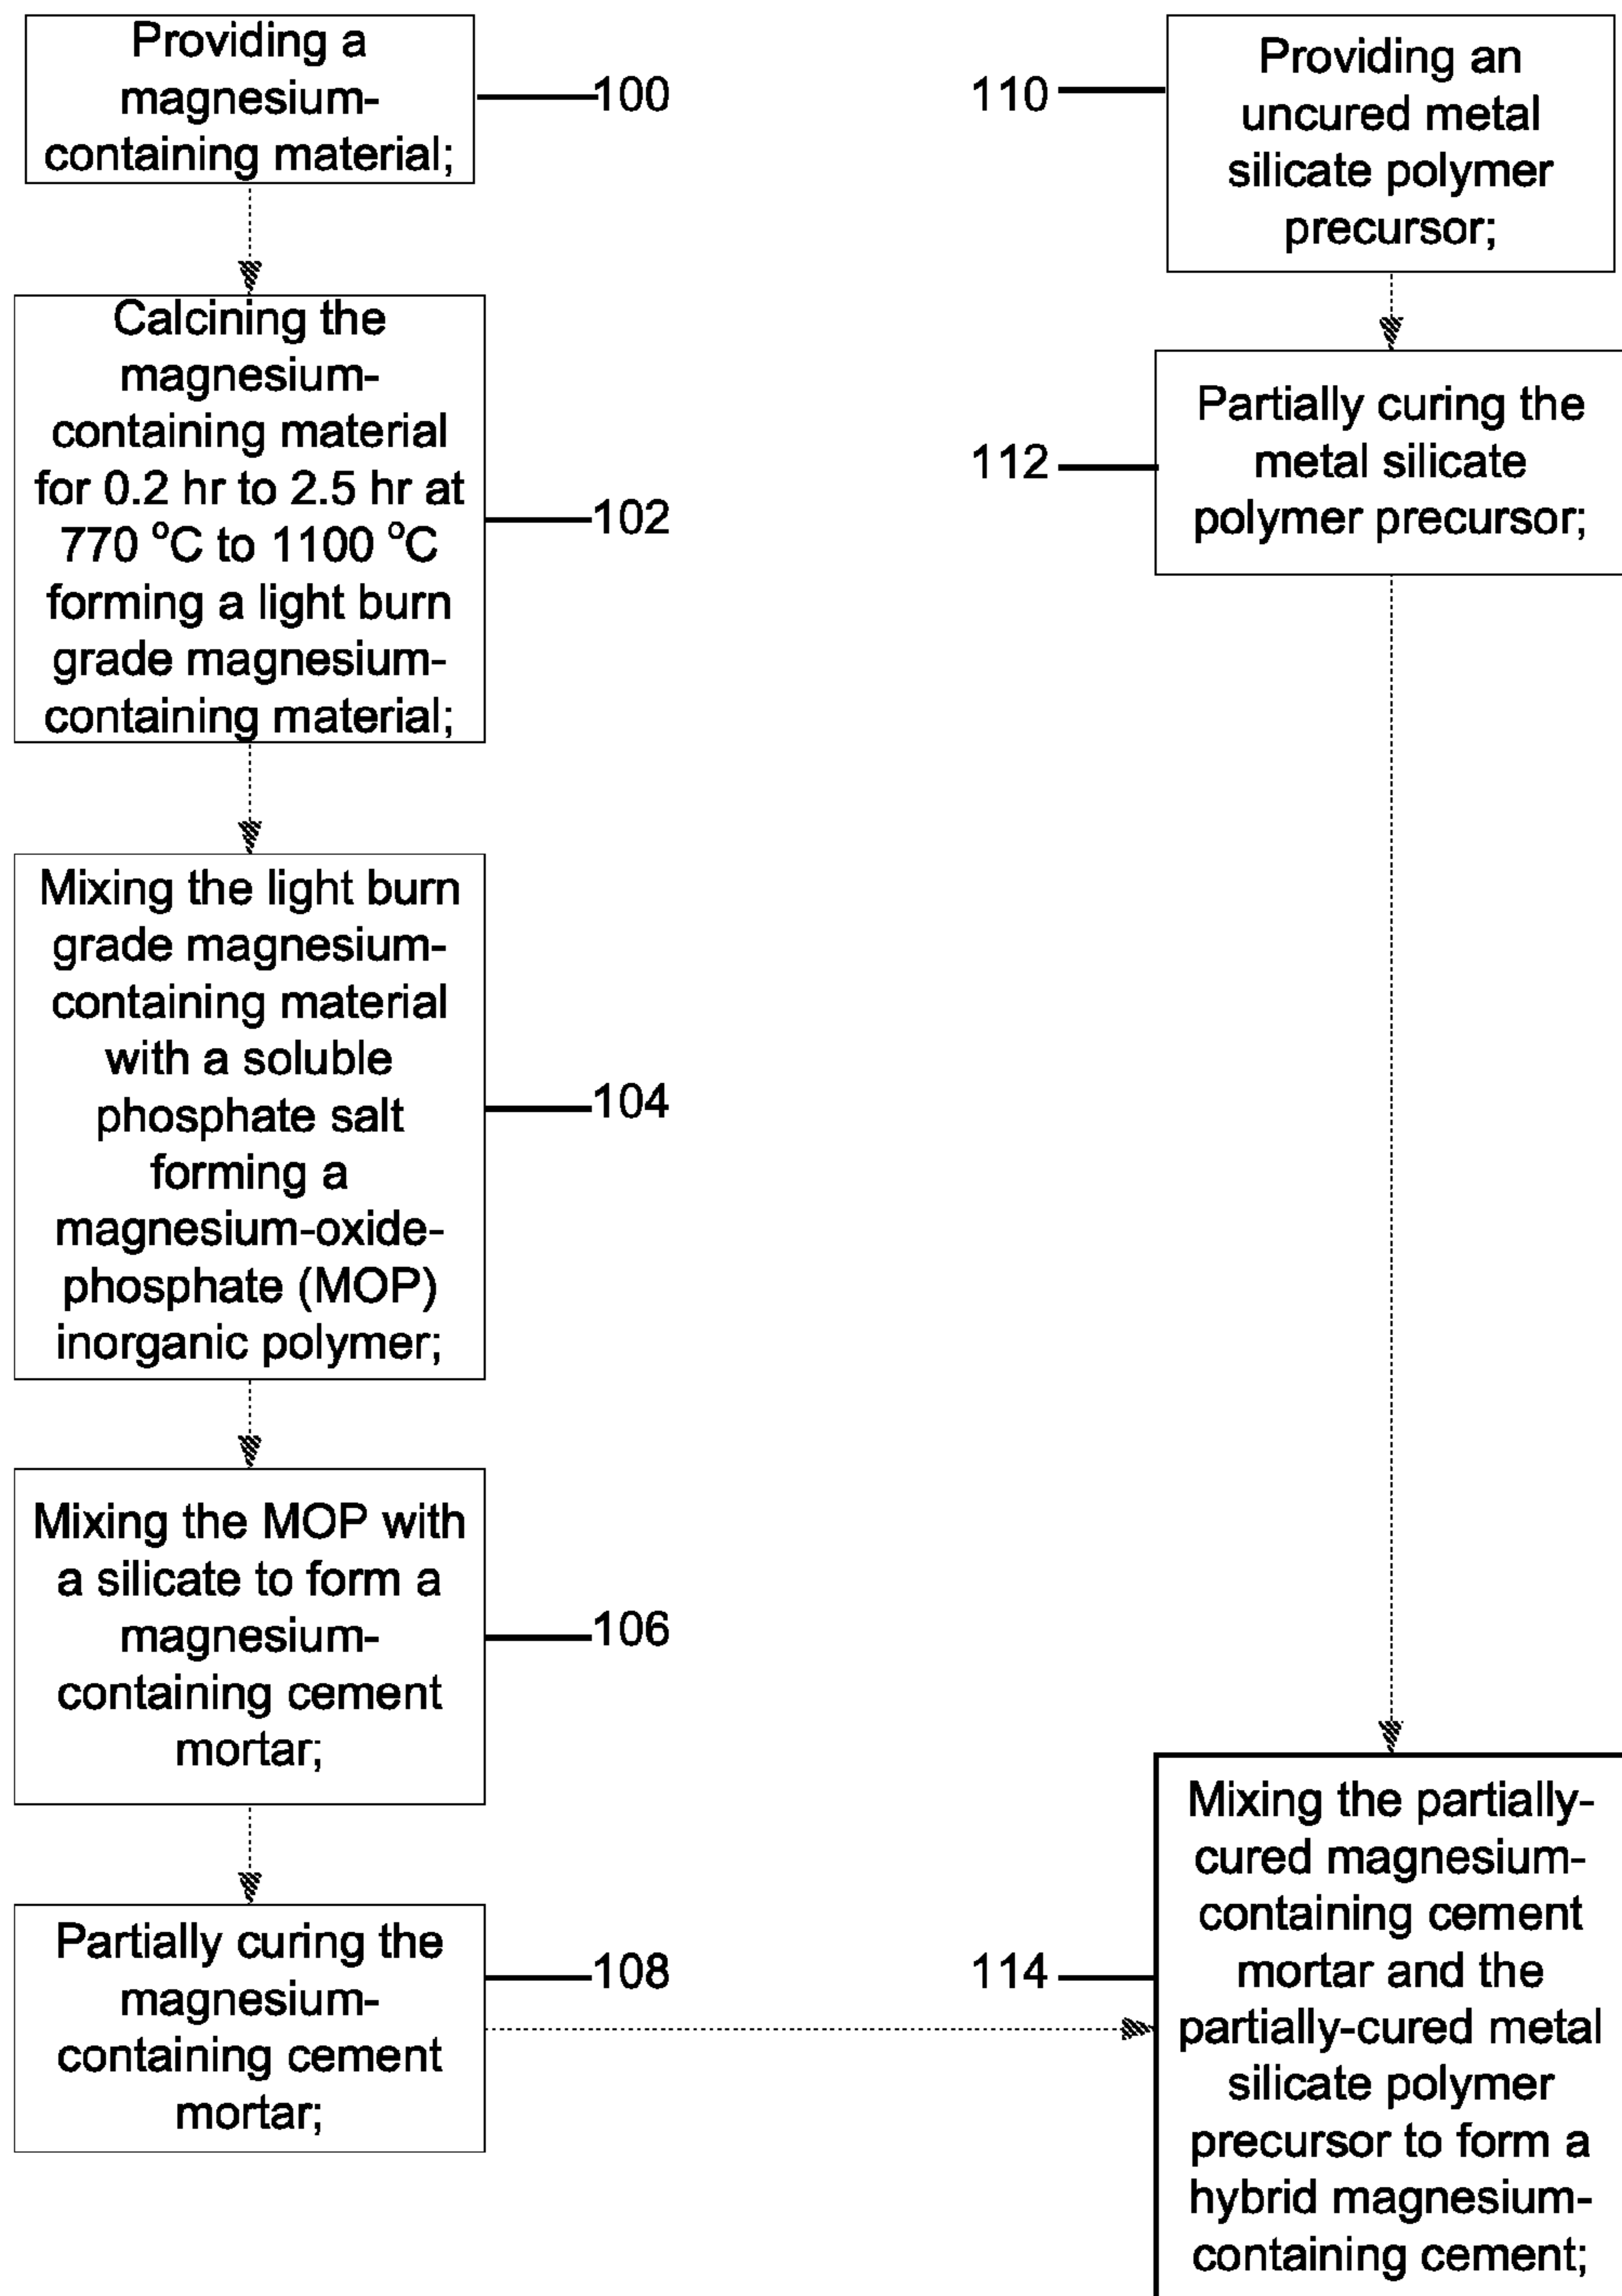 Providing a
magnesium-
containing material;
100
Calcining the
magnesium-
containing material
for 0.2 hr to 2.5 hr at
770 °C to 1100 °C
forming a light burn
grade magnesium-
containing material;
102
Mixing the light burn
grade magnesium-
containing material
with a soluble
phosphate salt
forming a
magnesium-oxide-
phosphate (MOP)
inorganic polymer;
104
Mixing the MOP with
a silicate to form a
magnesium-
containing cement
mortar;
106
Partially curing the
magnesium-
containing cement
mortar;
108
110
Providing an
uncured metal
silicate polymer
precursor;
112
Partially curing the
metal silicate
polymer precursor;
114
Mixing the partially-
cured magnesium-
containing cement
mortar and the
partially-cured metal
silicate polymer
precursor to form a
hybrid magnesium-
containing cement;